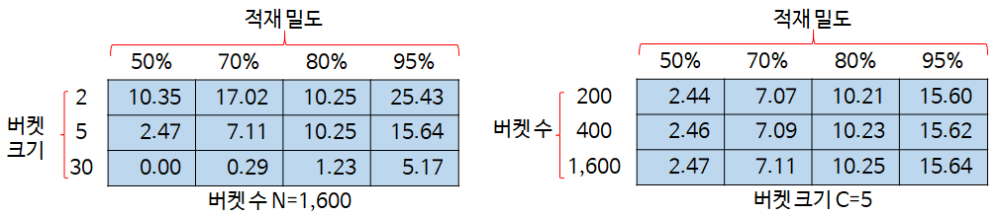 적재 밀도
50% 70% 80% 95%
버켓
크기
2 10.35 17.02 10.25 25.43
5 2.47 7.11 10.25 15.64
30 0.00 0.29 1.23 5.17
버켓 수 N=1,600
적재 밀도
50% 70% 80% 95%
버켓 수
200 2.44 7.07 10.21 15.60
400 2.46 7.09 10.23 15.62
1,600 2.47 7.11 10.25 15.64
버켓 크기 C=5